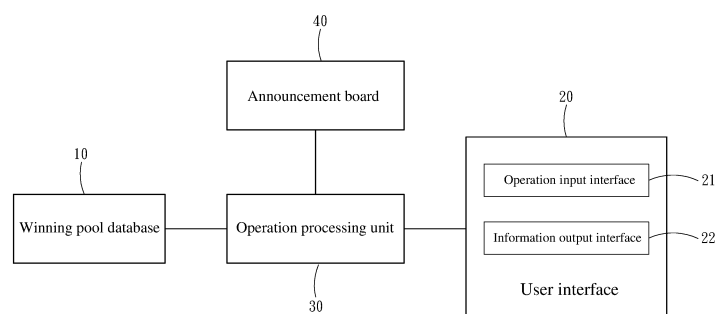 40
Announcement board
20
10
Operation input interface
21
Winning pool database
Operation processing unit
Information output interface
22
User interface
30